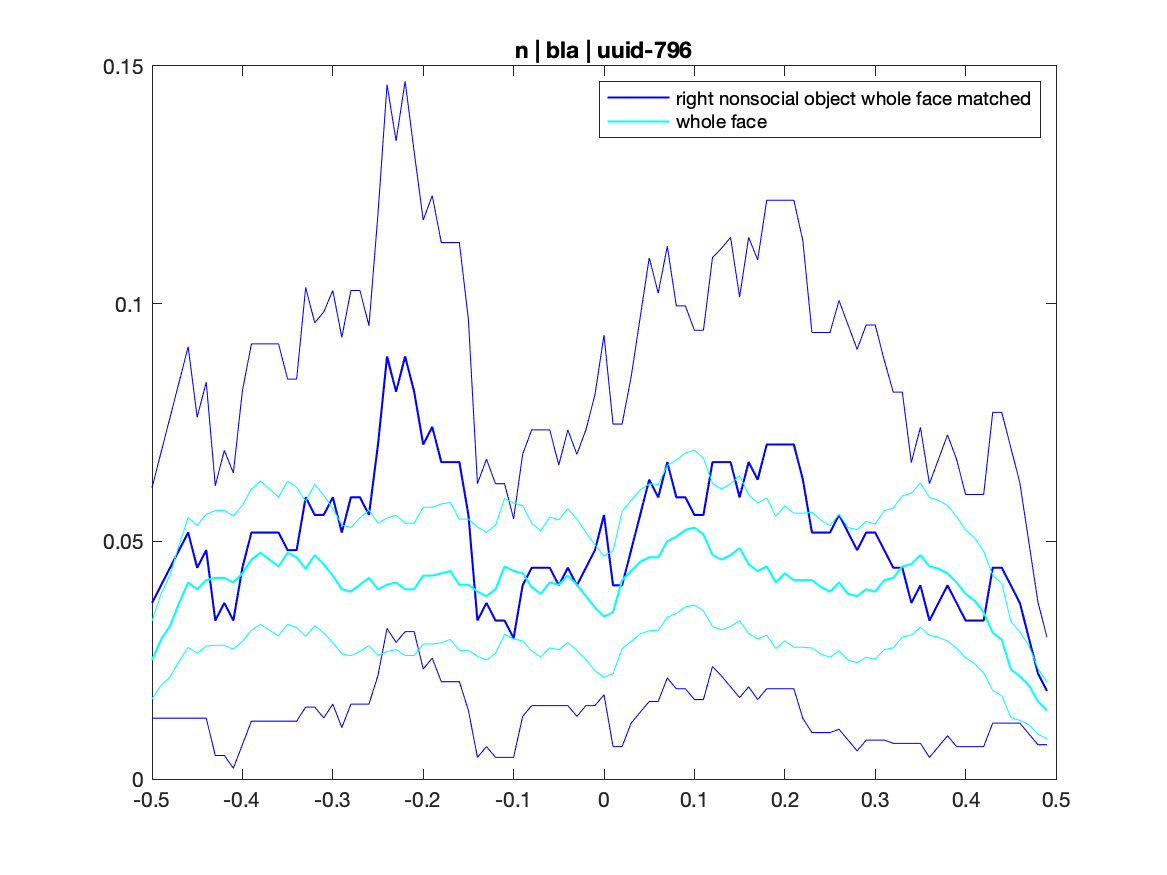 n | bla | uuid-796
0.15
right nonsocial object whole face matched
whole face
0.1
0.05
0
-0.5 -0.4 -0.3 -0.2 -0.1 0 0.1 0.2 0.3 0.4 0.5